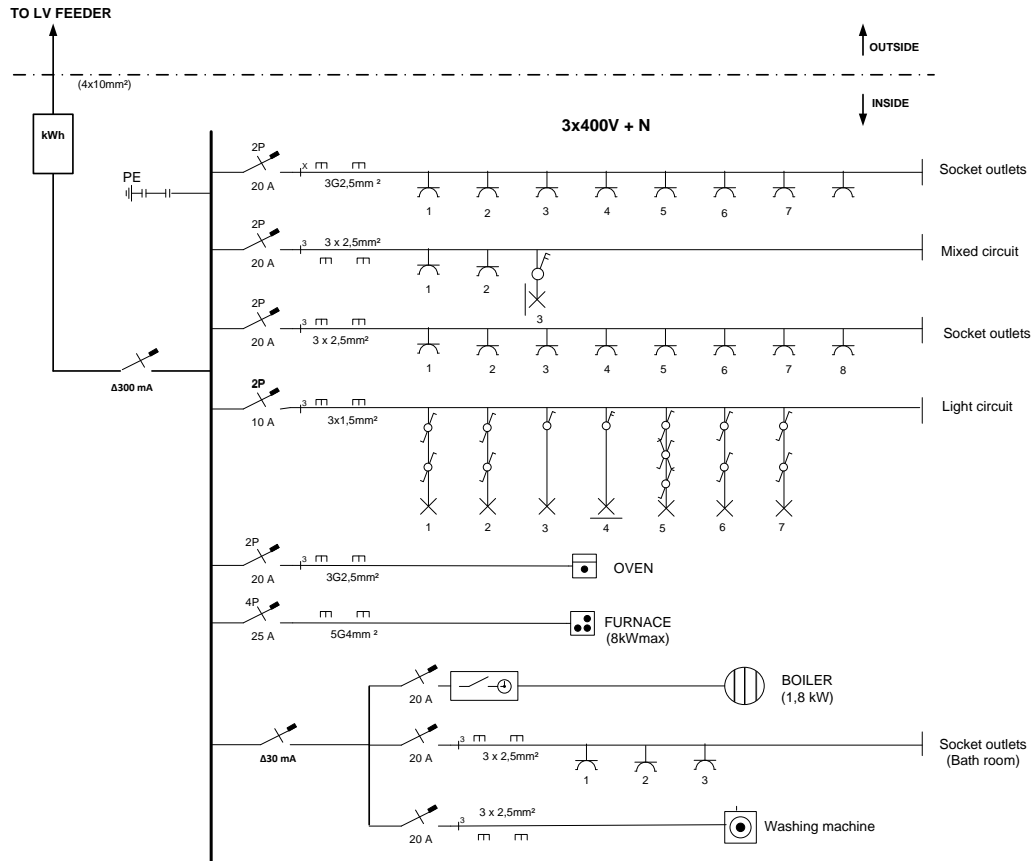 TO LV FEEDER
OUTSIDE
(4x10mm²)
INSIDE
kWh
3x400V + N
PE
2P
20 A
x
3G2,5mm ²
1 2 3 4 5 6 7
Socket outlets
2P
20 A
3
3 x 2,5mm²
1 2 3
Mixed circuit
2P
20 A
3
3 x 2,5mm²
1 2 3 4 5 6 7 8
Socket outlets
Δ300 mA
2P
10 A
3
3x1,5mm²
1 2 3 4 5 6 7
Light circuit
2P
20 A
3
3G2,5mm²
OVEN
4P
25 A
5G4mm ²
FURNACE
(8kWmax)
20 A
BOILER
(1,8 kW)
Δ30 mA
20 A
3
3 x 2,5mm²
1 2 3
Socket outlets
(Bath room)
20 A
3
3 x 2,5mm²
Washing machine